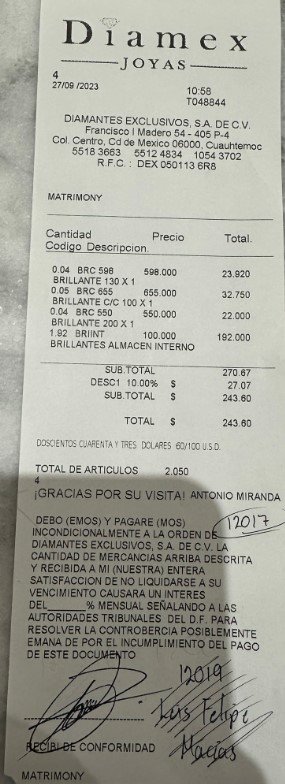 Diamex
JOYAS
4
27/09/2023
10:58
T048844
DIAMANTES EXCLUSIVOS, S.A. DE C.V.
Francisco I Madero 54 - 405 P-4
Col. Centro, Cd de Mexico 06000, Cuauhtemoc
5518 3663 5512 4834 1054 3702
R.F.C. : DEX 050113 6R8
MATRIMONY
Cantidad Precio Total.
Codigo Descripcion.
0.04 BRC 598 598.000 23.920
BRILLANTE 130 X 1
0.05 BRC 655 655.000 32.750
BRILLANTE C/C 100 X 1
0.04 BRC 550 550.000 22.000
BRILLANTE 200 X 1
1.92 BRIINT 100.000 192.000
BRILLANTES ALMACEN INTERNO
SUB.TOTAL 270.67
DESC1 10.00% $ 27.07
SUB.TOTAL $ 243.60
TOTAL $ 243.60
DOSCIENTOS CUARENTA Y TRES DOLARES 60/100 U.S.D.
TOTAL DE ARTICULOS 2.050
4
¡GRACIAS POR SU VISITA! ANTONIO MIRANDA
12017
DEBO (EMOS) Y PAGARE (MOS)
INCONDICIONALMENTE A LA ORDEN DE
DIAMANTES EXCLUSIVOS, S.A. DE C.V. LA
CANTIDAD DE MERCANCIAS ARRIBA DESCRITA
Y RECIBIDA A MI (NUESTRA) ENTERA
SATISFACCION DE NO LIQUIDARSE A SU
VENCIMIENTO CAUSARA UN INTERES
DEL______% MENSUAL SEÑALANDO A LAS
AUTORIDADES TRIBUNALES DEL D.F. PARA
RESOLVER LA CONTROBERCIA POSIBLEMENTE
EMANA DE POR EL INCUMPLIMIENTO DEL PAGO
DE ESTE DOCUMENTO
12019
Luis Felipe
Macias
RECIBI DE CONFORMIDAD
MATRIMONY